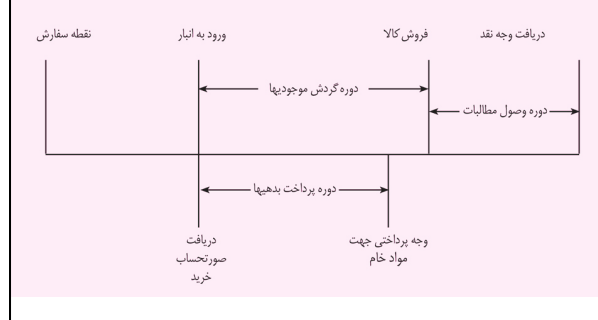 نقطه سفارش
ورود به انبار
فروش کالا
دریافت وجه نقد
دوره گردش موجودیها
دوره وصول مطالبات
دوره پرداخت بدهیها
دریافت
صورتحساب
خرید
وجه پرداختی جهت
مواد خام